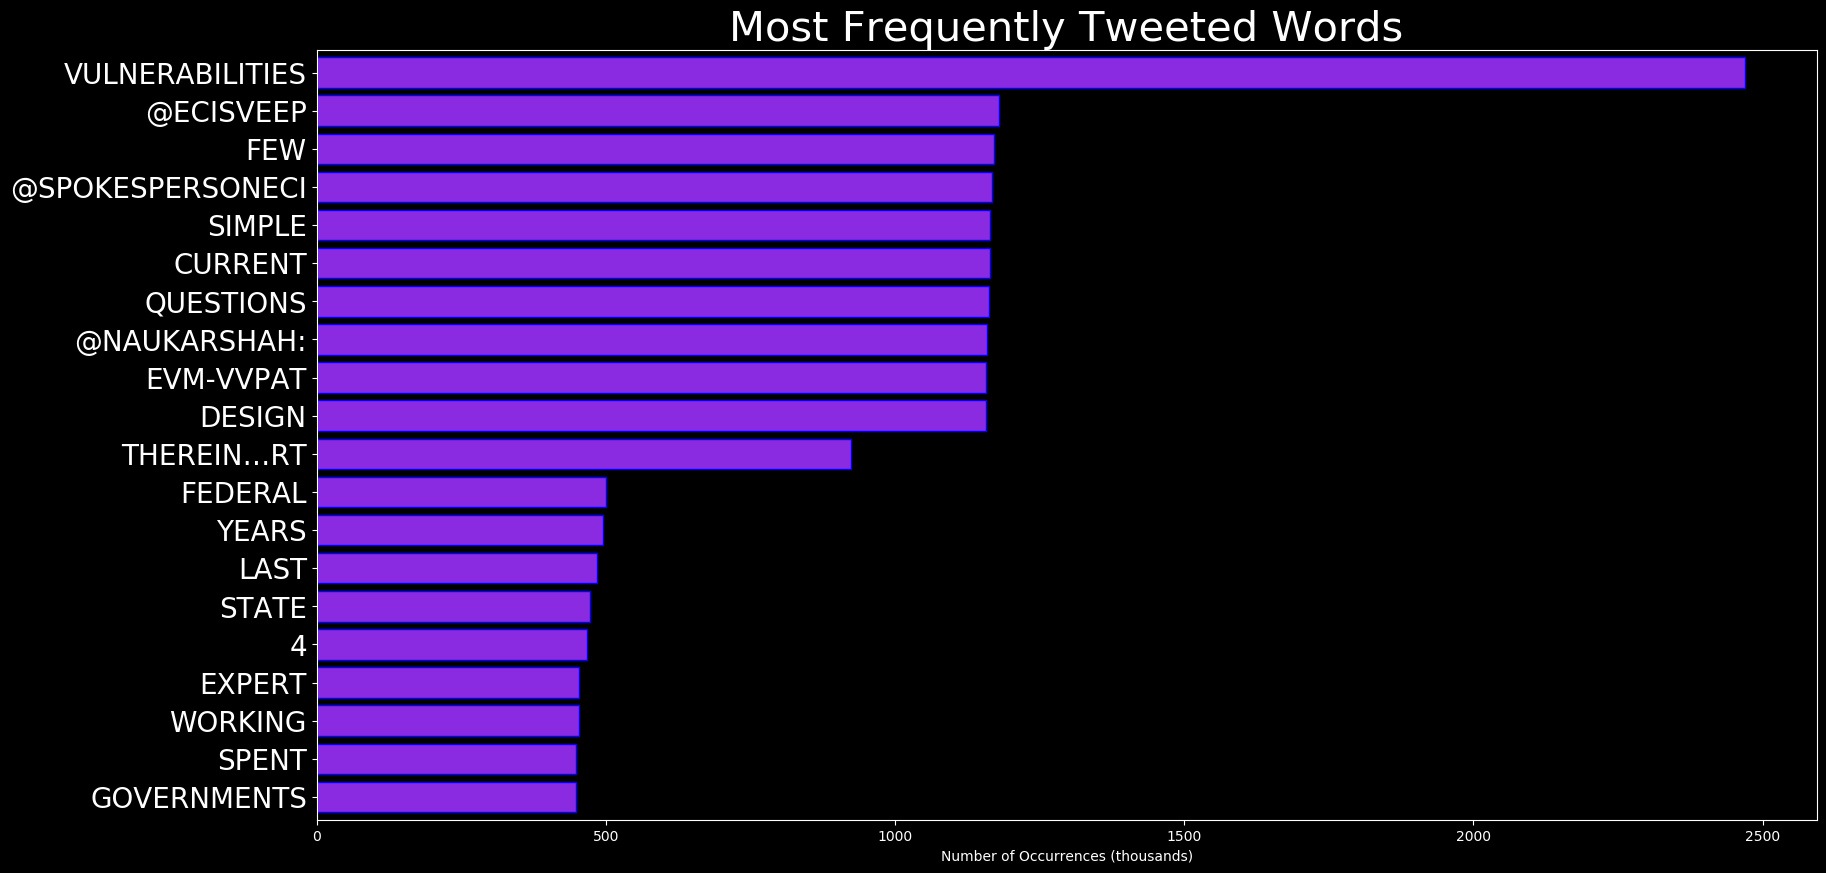 Most Frequently Tweeted Words
VULNERABILITIES
@ECISVEEP
FEW
@SPOKESPERSONECI
SIMPLE
CURRENT
QUESTIONS
@NAUKARSHAH:
EVM-VVPAT
DESIGN
THEREIN...RT
FEDERAL
YEARS
LAST
STATE
4
EXPERT
WORKING
SPENT
GOVERNMENTS
0 500 1000 1500 2000 2500
Number of Occurrences (thousands)